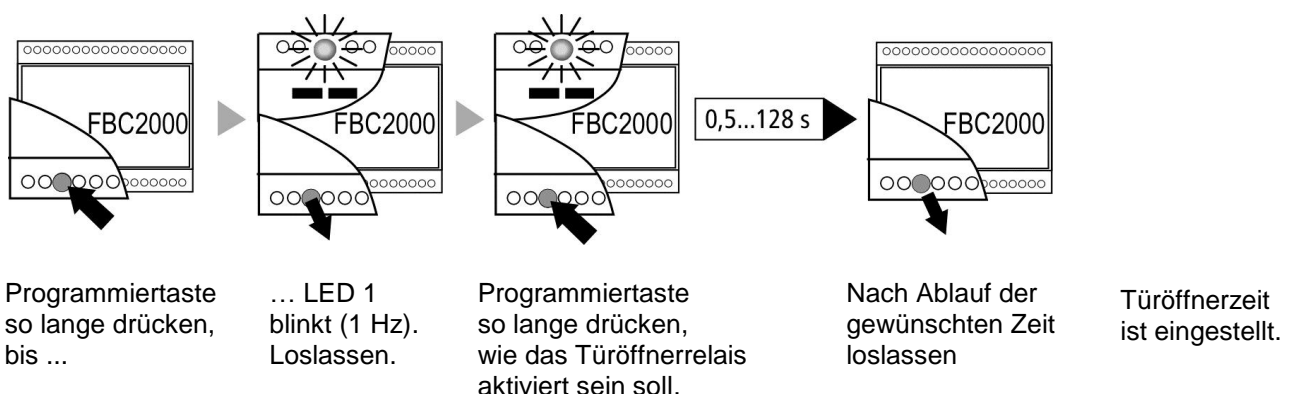 FBC2000
FBC2000
FBC2000
0,5...128 s
FBC2000
Programmiertaste
so lange drücken,
bis ...
… LED 1
blinkt (1 Hz).
Loslassen.
Programmiertaste
so lange drücken,
wie das Türöffnerrelais
aktiviert sein soll.
Nach Ablauf der
gewünschten Zeit
loslassen
Türöffnerzeit
ist eingestellt.